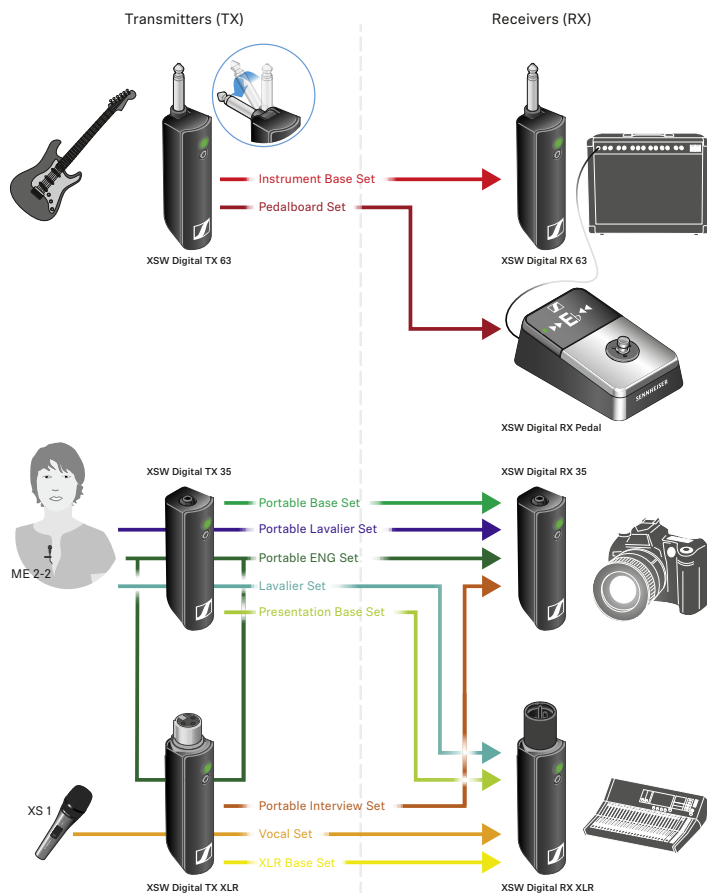 Transmitters (TX)
Receivers (RX)
Instrument Base Set
Pedalboard Set
XSW Digital TX 63
XSW Digital RX 63
E
SENNHEISER
XSW Digital RX Pedal
XSW Digital TX 35
XSW Digital RX 35
Portable Base Set
Portable Lavalier Set
Portable ENG Set
ME 2-2
Lavalier Set
Presentation Base Set
Portable Interview Set
XS 1
Vocal Set
XLR Base Set
XSW Digital TX XLR
XSW Digital RX XLR